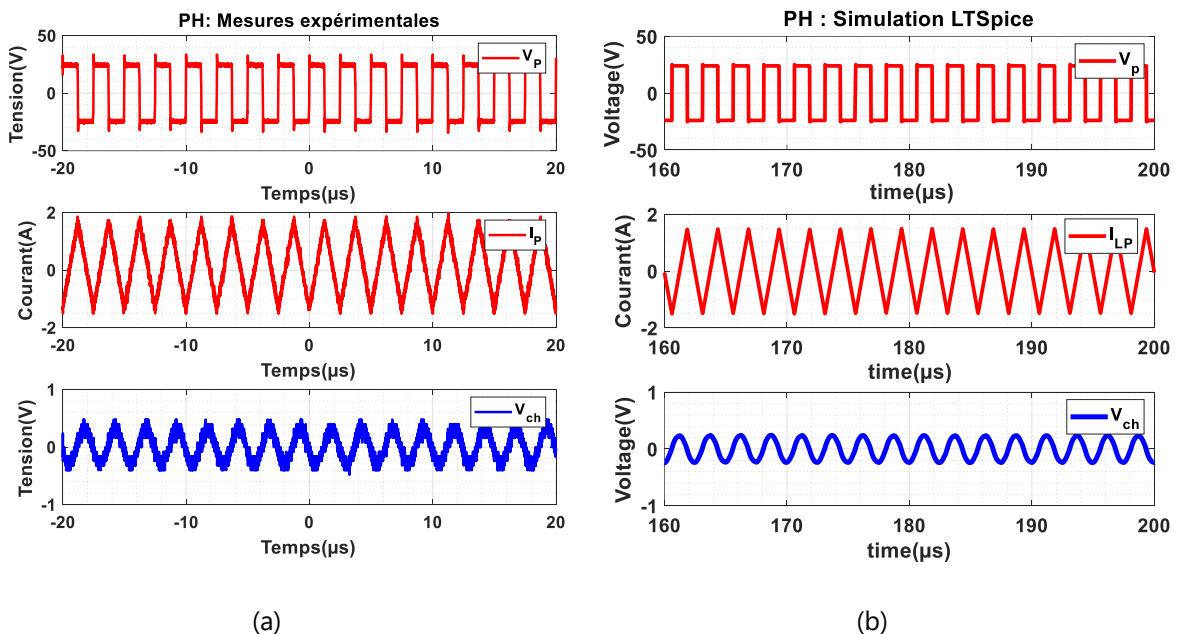 PH: Mesures expérimentales
Tension(V)
50
0
-50
V_P
-20 -10 0 10 20
Temps(µs)
Courant(A)
2
0
-2
I_P
-20 -10 0 10 20
Temps(µs)
Tension(V)
1
0
-1
V_ch
-20 -10 0 10 20
Temps(µs)
(a)
PH : Simulation LTSpice
Voltage(V)
50
0
-50
V_p
160 170 180 190 200
time(µs)
Courant(A)
2
0
-2
I_LP
160 170 180 190 200
time(µs)
Voltage(V)
1
0
-1
V_ch
160 170 180 190 200
time(µs)
(b)